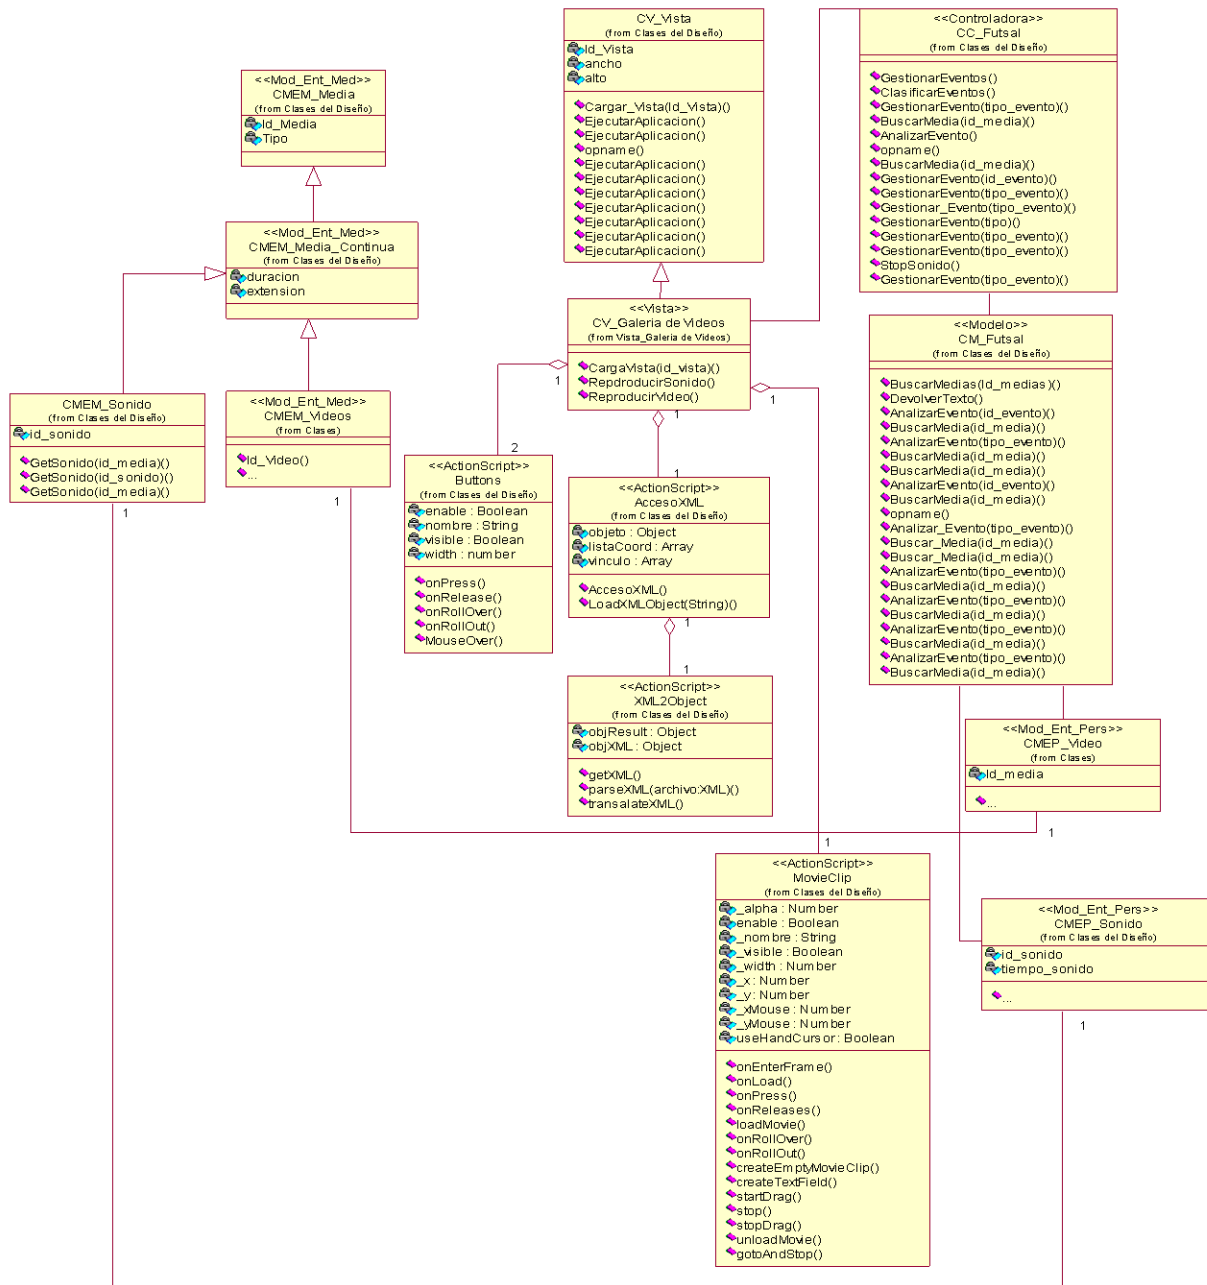 <<Mod_Ent_Med>>
CMEM_Media
(from Clases del Diseño)
Id_Media
Tipo
<<Mod_Ent_Med>>
CMEM_Media_Continua
(from Clases del Diseño)
duracion
extension
CMEM_Sonido
(from Clases del Diseño)
id_sonido
GetSonido(id_media)()
GetSonido(id_sonido)()
GetSonido(id_media)()
1
<<Mod_Ent_Med>>
CMEM_Videos
(from Clases)
Id_Video()
...
1
CV_Vista
(from Clases del Diseño)
Id_Vista
ancho
alto
Cargar_Vista(Id_Vista)()
EjecutarAplicacion()
EjecutarAplicacion()
opname()
EjecutarAplicacion()
EjecutarAplicacion()
EjecutarAplicacion()
EjecutarAplicacion()
EjecutarAplicacion()
EjecutarAplicacion()
EjecutarAplicacion()
<<Vista>>
CV_Galeria de Videos
(from Vista_Galeria de Videos)
CargaVista(id_vista)()
RepdroducirSonido()
ReproducirVideo()
1
1
1
2
<<ActionScript>>
Buttons
(from Clases del Diseño)
enable : Boolean
nombre : String
visible : Boolean
width : number
onPress()
onRelease()
onRollOver()
onRollOut()
MouseOver()
1
<<ActionScript>>
AccesoXML
(from Clases del Diseño)
objeto : Object
listaCoord : Array
vinculo : Array
AccesoXML()
LoadXMLObject(String)()
1
1
<<ActionScript>>
XML2Object
(from Clases del Diseño)
objResult : Object
objXML : Object
getXML()
parseXML(archivo:XML)()
transalateXML()
<<Controladora>>
CC_Futsal
(from Clases del Diseño)
GestionarEventos()
ClasificarEventos()
GestionarEvento(tipo_evento)()
BuscarMedia(id_media)()
AnalizarEvento()
opname()
BuscarMedia(id_media)()
GestionarEvento(id_evento)()
GestionarEvento(tipo_evento)()
Gestionar_Evento(tipo_evento)()
GestionarEvento(tipo)()
GestionarEvento(tipo_evento)()
GestionarEvento(tipo_evento)()
StopSonido()
GestionarEvento(tipo_evento)()
<<Modelo>>
CM_Futsal
(from Clases del Diseño)
BuscarMedias(Id_medias)()
DevolverTexto()
AnalizarEvento(id_evento)()
BuscarMedia(id_media)()
AnalizarEvento(tipo_evento)()
BuscarMedia(id_media)()
BuscarMedia(id_media)()
AnalizarEvento(id_evento)()
BuscarMedia(id_media)()
opname()
Analizar_Evento(tipo_evento)()
Buscar_Media(id_media)()
Buscar_Media(id_media)()
AnalizarEvento(tipo_evento)()
BuscarMedia(id_media)()
AnalizarEvento(tipo_evento)()
BuscarMedia(id_media)()
AnalizarEvento(tipo_evento)()
BuscarMedia(id_media)()
AnalizarEvento(tipo_evento)()
BuscarMedia(id_media)()
<<Mod_Ent_Pers>>
CMEP_Video
(from Clases)
Id_media
...
1
1
<<ActionScript>>
MovieClip
(from Clases del Diseño)
_alpha : Number
enable : Boolean
_nombre : String
_visible : Boolean
_width : Number
_x : Number
_y : Number
_xMouse : Number
_yMouse : Number
useHandCursor : Boolean
onEnterFrame()
onLoad()
onPress()
onReleases()
loadMovie()
onRollOver()
onRollOut()
createEmptyMovieClip()
createTextField()
startDrag()
stop()
stopDrag()
unloadMovie()
gotoAndStop()
<<Mod_Ent_Pers>>
CMEP_Sonido
(from Clases del Diseño)
id_sonido
tiempo_sonido
...
1